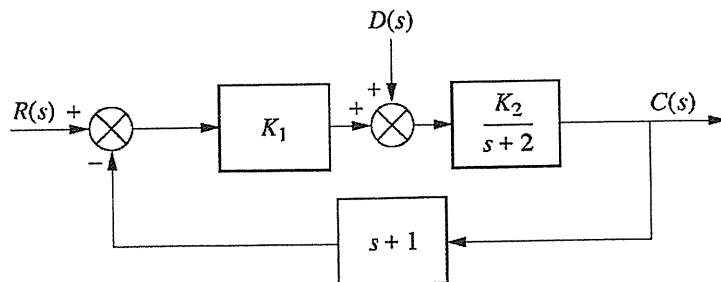 D(s)
R(s) + − K₁ + + K₂ C(s)
s + 2
s + 1